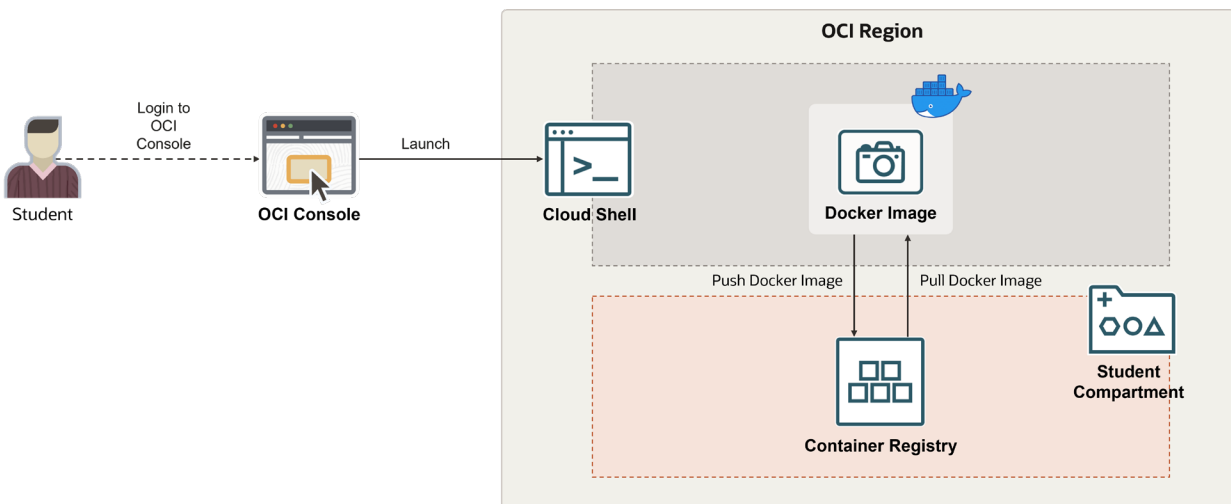 OCI Region
Login to
OCI
Console
Launch
>_
Student
OCI Console
Cloud Shell
Docker Image
Push Docker Image
Pull Docker Image
Student
Compartment
Container Registry